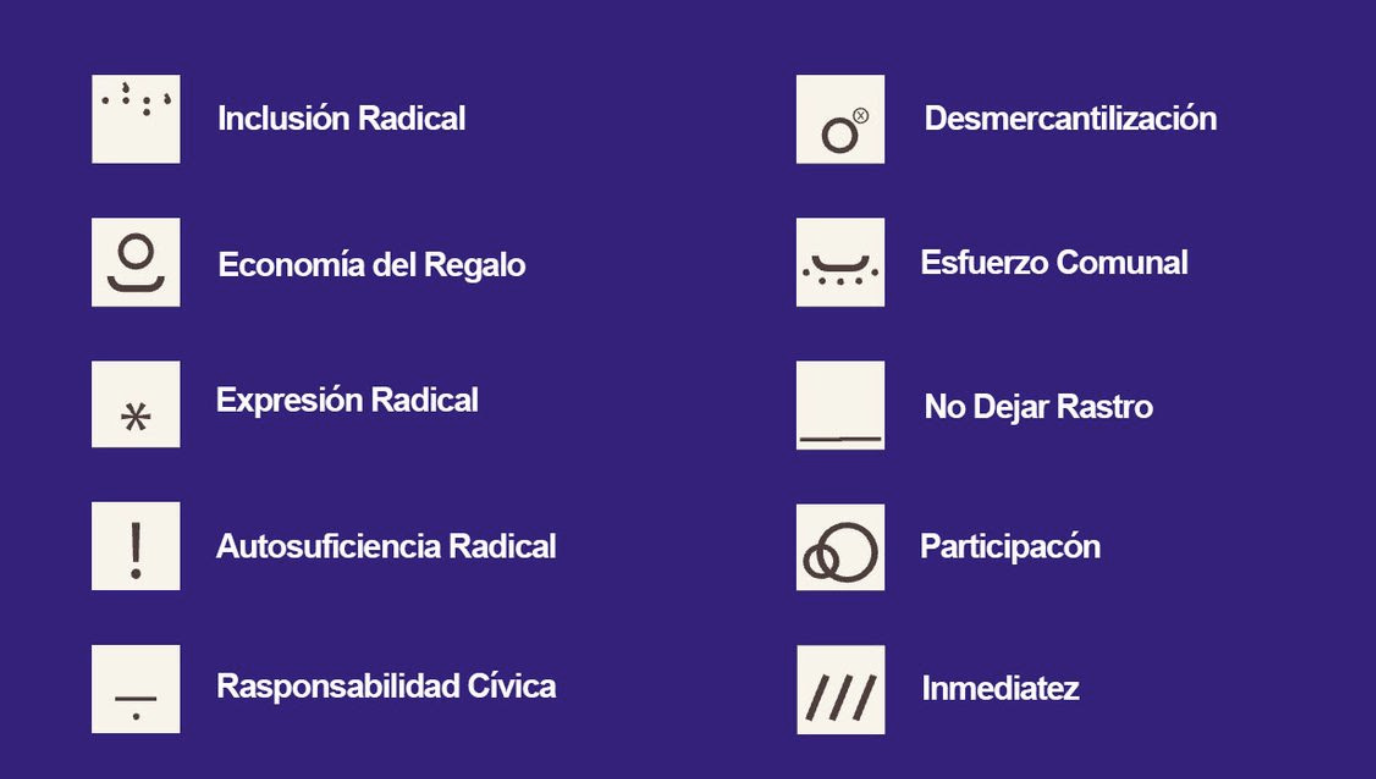 Inclusión Radical
Economía del Regalo
Expresión Radical
Autosuficiencia Radical
Rasponsabilidad Cívica
Desmercantilización
Esfuerzo Comunal
No Dejar Rastro
Participacón
Inmediatez